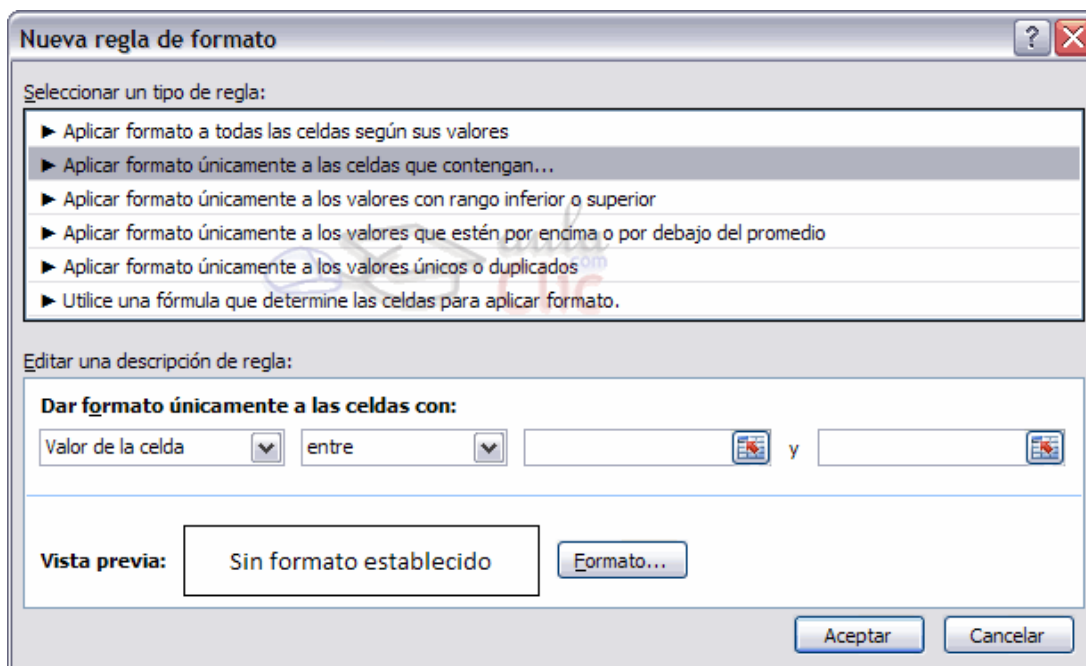 Nueva regla de formato
Seleccionar un tipo de regla:
► Aplicar formato a todas las celdas según sus valores
► Aplicar formato únicamente a las celdas que contengan...
► Aplicar formato únicamente a los valores con rango inferior o superior
► Aplicar formato únicamente a los valores que estén por encima o por debajo del promedio
► Aplicar formato únicamente a los valores únicos o duplicados
► Utilice una fórmula que determine las celdas para aplicar formato.
aula
com
Clic
Editar una descripción de regla:
Dar formato únicamente a las celdas con:
Valor de la celda entre y
Vista previa: Sin formato establecido Formato...
Aceptar Cancelar